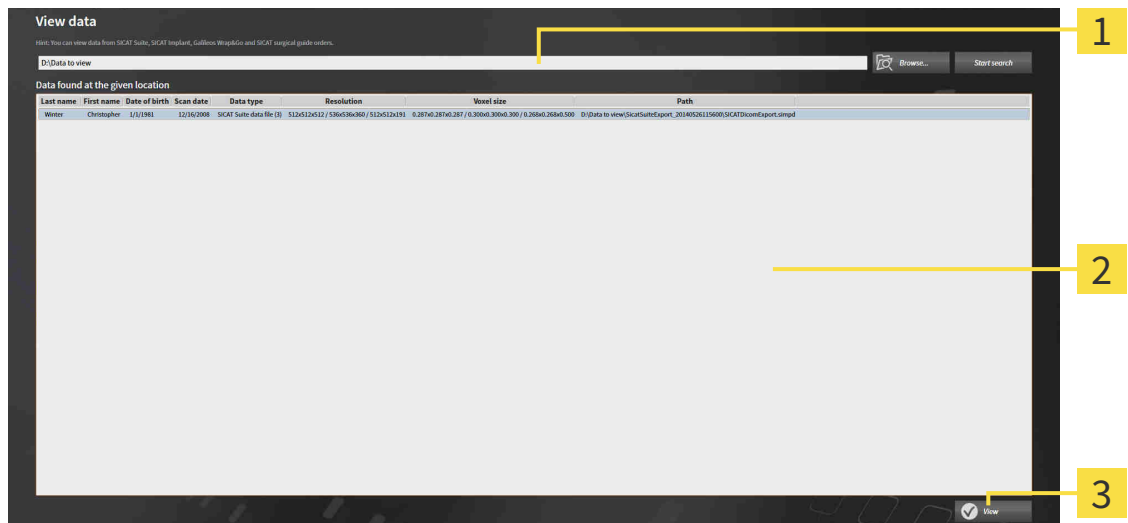 View data
1
Hint: You can view data from SICAT Suite, SICAT Implant, Galileos Wrap&Go and SICAT surgical guide orders.
D:\Data to view
Browse...
Start search
Data found at the given location
Last name First name Date of birth Scan date Data type Resolution Voxel size Path
Winter Christopher 1/1/1981 12/16/2008 SICAT Suite data file (3) 512x512x512 / 536x536x360 / 512x512x191 0.287x0.287x0.287 / 0.300x0.300x0.300 / 0.268x0.268x0.500 D:\Data to view\SicatSuiteExport_20140526115600\SICATDicomExport.simpd
2
3
View